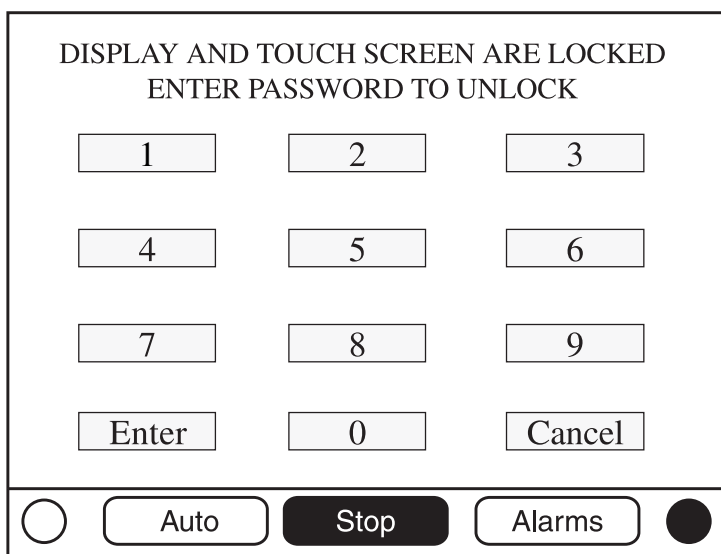 DISPLAY AND TOUCH SCREEN ARE LOCKED
ENTER PASSWORD TO UNLOCK
1 2 3
4 5 6
7 8 9
Enter 0 Cancel
Auto Stop Alarms